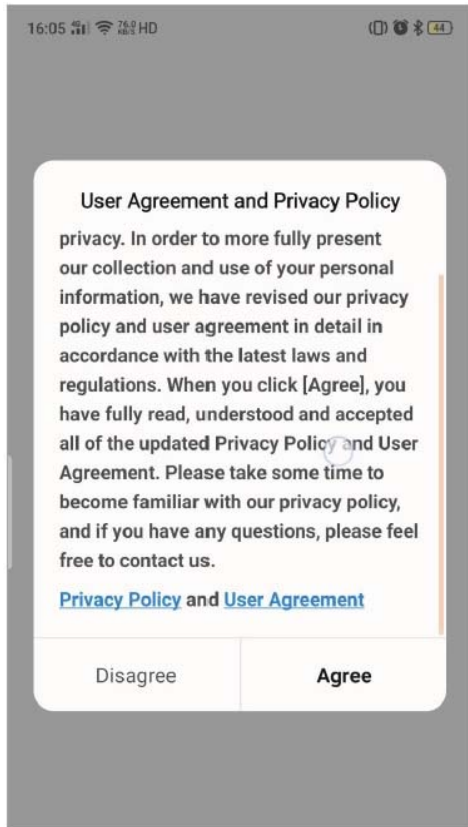 16:05 4G 76.0 KB/S HD 44
User Agreement and Privacy Policy
privacy. In order to more fully present
our collection and use of your personal
information, we have revised our privacy
policy and user agreement in detail in
accordance with the latest laws and
regulations. When you click [Agree], you
have fully read, understood and accepted
all of the updated Privacy Policy and User
Agreement. Please take some time to
become familiar with our privacy policy,
and if you have any questions, please feel
free to contact us.
Privacy Policy and User Agreement
Disagree Agree